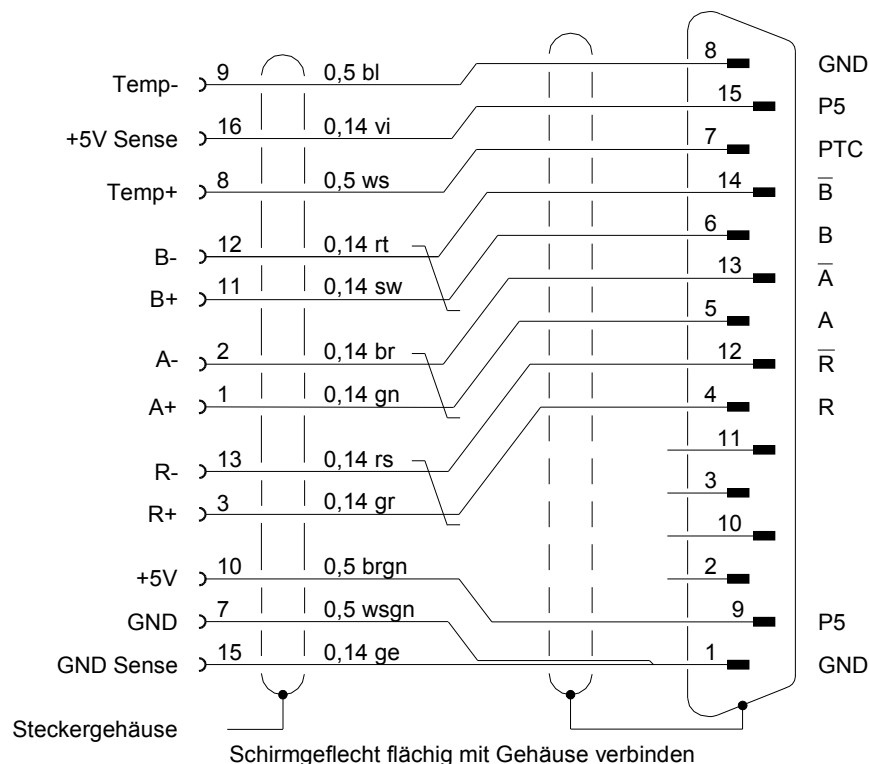 Temp- 9 0,5 bl 8 GND
+5V Sense 16 0,14 vi 15 P5
Temp+ 8 0,5 ws 7 PTC
B- 12 0,14 rt 14 B̅
B+ 11 0,14 sw 6 B
A- 2 0,14 br 13 A̅
A+ 1 0,14 gn 5 A
R- 13 0,14 rs 12 R̅
R+ 3 0,14 gr 4 R
11
3
10
+5V 10 0,5 brgn 2
GND 7 0,5 wsgn 9 P5
GND Sense 15 0,14 ge 1 GND
Steckergehäuse
Schirmgeflecht flächig mit Gehäuse verbinden